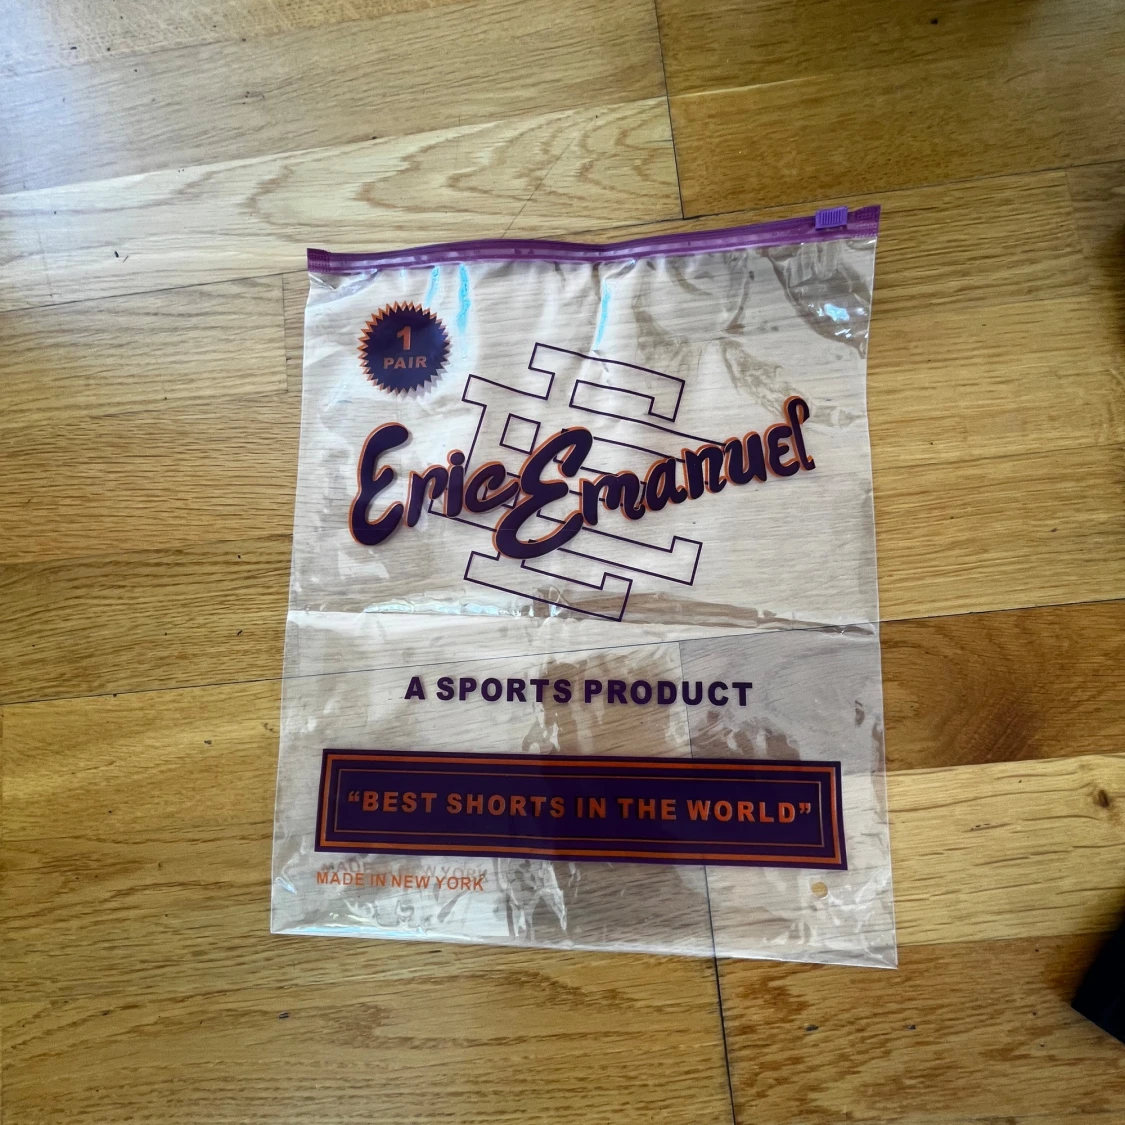 1
PAIR
EricEmanuel
A SPORTS PRODUCT
“BEST SHORTS IN THE WORLD”
MADE IN NEW YORK